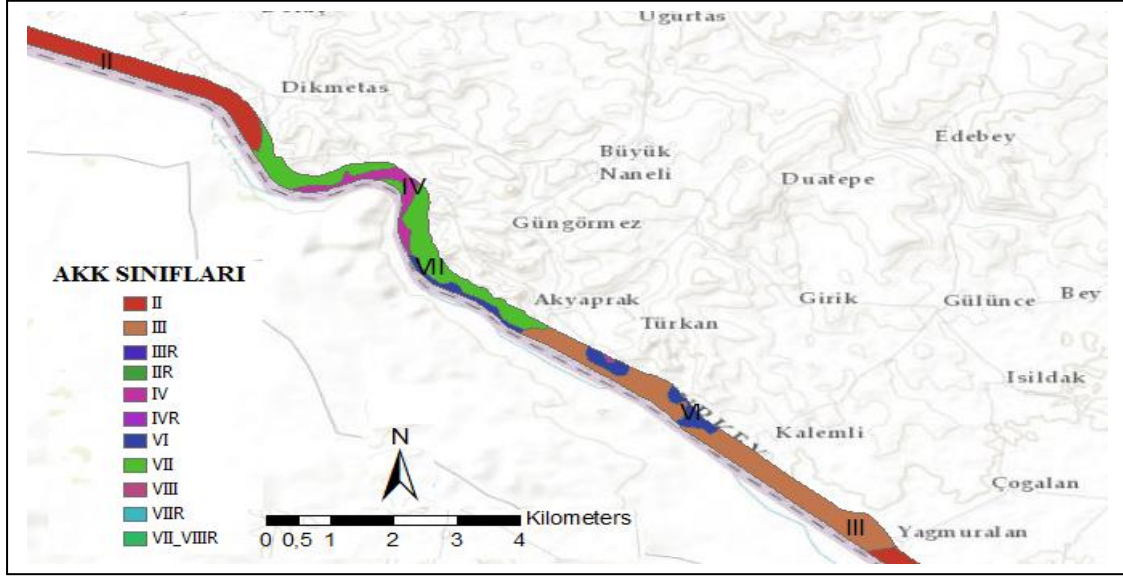 Ugurtas
II
Dikmetas
Edebey
Büyük
Naneli
Duatepe
IV
Güngörmez
VII
AKK SINIFLARI
II
III
IIIR
IIR
IV
IVR
VI
VII
VIII
VIIR
VII_VIIIR
Akyaprak
Girik
Gülünce
Bey
Türkan
Isildak
VI
Kalemli
N
Çogalan
Kilometers
0 0,5 1 2 3 4
III
Yagmuralan